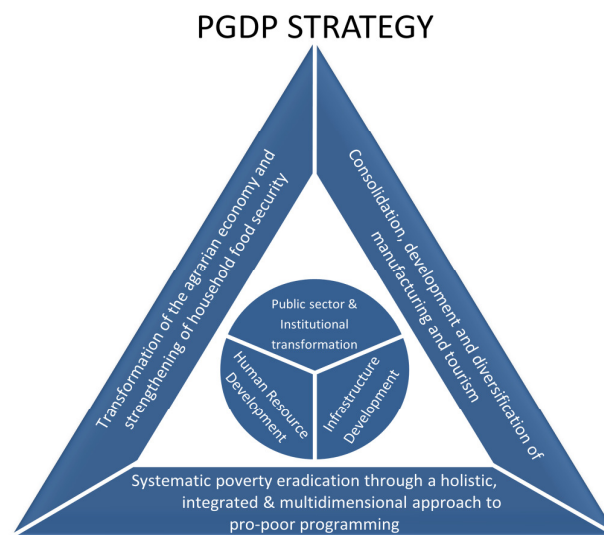 PGDP STRATEGY
Transformation of the agrarian economy and
strengthening of household food security
Consolidation, development and diversification of
manufacturing and tourism
Public sector &
Institutional
transformation
Human Resource
Development
Infrastructure
Development
Systematic poverty eradication through a holistic,
integrated & multidimensional approach to
pro-poor programming